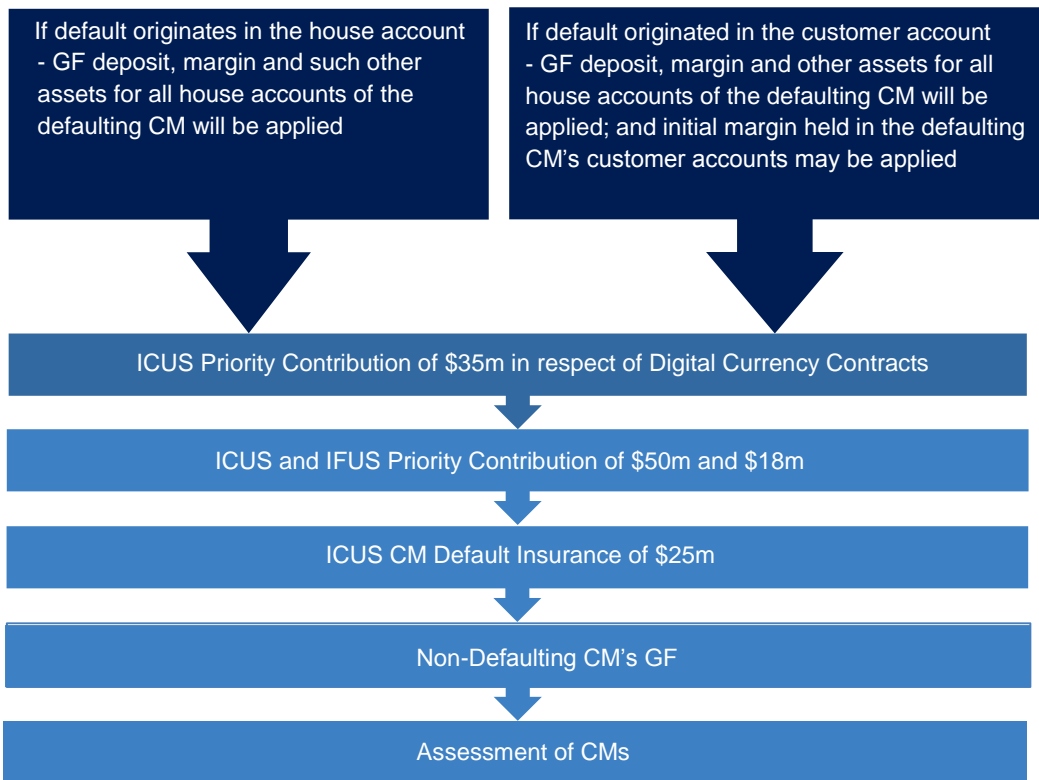 If default originates in the house account
- GF deposit, margin and such other
assets for all house accounts of the
defaulting CM will be applied
If default originated in the customer account
- GF deposit, margin and other assets for all
house accounts of the defaulting CM will be
applied; and initial margin held in the defaulting
CM's customer accounts may be applied
ICUS Priority Contribution of $35m in respect of Digital Currency Contracts
ICUS and IFUS Priority Contribution of $50m and $18m
ICUS CM Default Insurance of $25m
Non-Defaulting CM's GF
Assessment of CMs